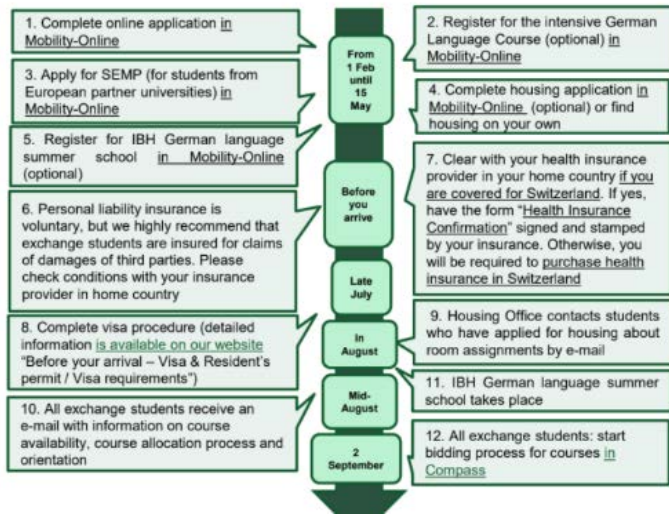 1. Complete online application in
Mobility-Online
2. Register for the intensive German
Language Course (optional) in
Mobility-Online
From
1 Feb
until
15
May
3. Apply for SEMP (for students from
European partner universities) in
Mobility-Online
4. Complete housing application in
Mobility-Online (optional) or find
housing on your own
5. Register for IBH German language
summer school in Mobility-Online
(optional)
Before
you
arrive
6. Personal liability insurance is
voluntary, but we highly recommend that
exchange students are insured for claims
of damages of third parties. Please
check conditions with your insurance
provider in home country
7. Clear with your health insurance
provider in your home country if
you are covered for Switzerland. If yes,
have the form “Health Insurance
Confirmation” signed and stamped
by your insurance. Otherwise, you
will be required to purchase health
insurance in Switzerland
Late
July
8. Complete visa procedure (detailed
information is available on our website
“Before your arrival – Visa & Resident’s
permit / Visa requirements”)
In
August
9. Housing Office contacts students
who have applied for housing about
room assignments by e-mail
Mid-
August
10. All exchange students receive an
e-mail with information on course
availability, course allocation process and
orientation
11. IBH German language summer
school takes place
2
September
12. All exchange students: start
bidding process for courses in
Compass